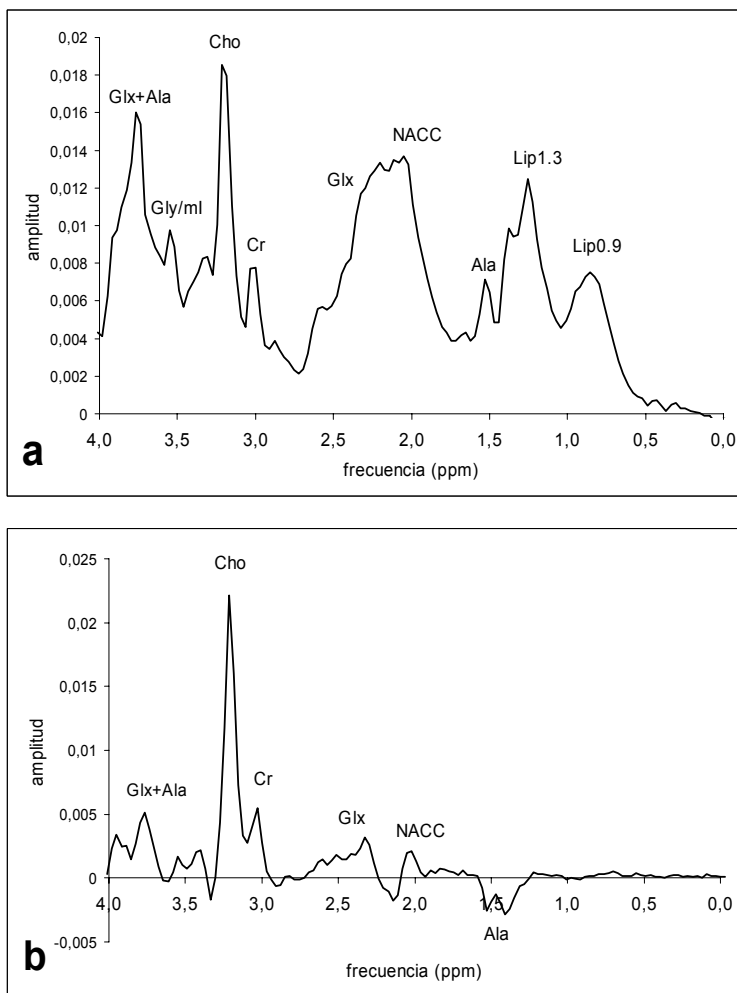 0,02
0,018
0,016
0,014
0,012
0,01
0,008
0,006
0,004
0,002
0
amplitud
Glx+Ala
Gly/mI
Cho
Cr
Glx
NACC
Ala
Lip1.3
Lip0.9
4,0 3,5 3,0 2,5 2,0 1,5 1,0 0,5 0,0
frecuencia (ppm)
a
0,025
0,02
0,015
0,01
0,005
0
-0,005
amplitud
Cho
Glx+Ala
Cr
Glx
NACC
4,0 3,5 3,0 2,5 2,0 1,5 1,0 0,5 0,0
Ala
frecuencia (ppm)
b